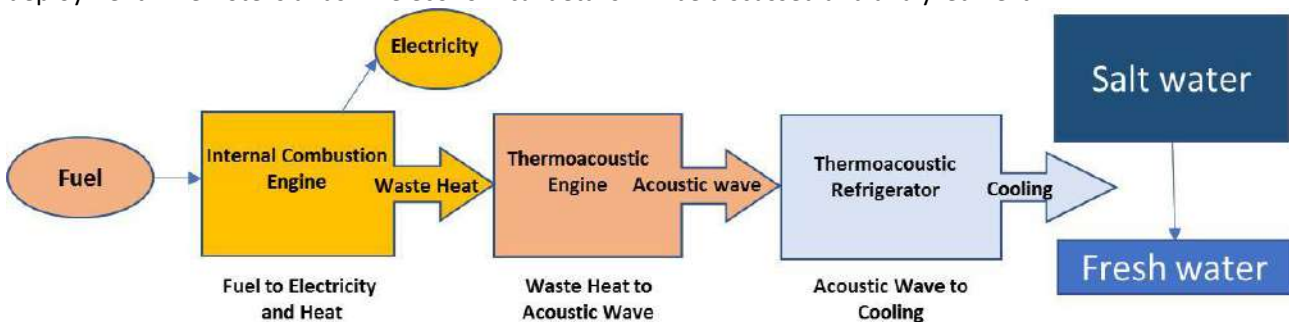 Electricity
Salt water
Internal Combustion
Engine
Thermoacoustic
Engine
Thermoacoustic
Refrigerator
Fuel
Waste Heat
Acoustic wave
Cooling
Fresh water
Fuel to Electricity
and Heat
Waste Heat to
Acoustic Wave
Acoustic Wave to
Cooling